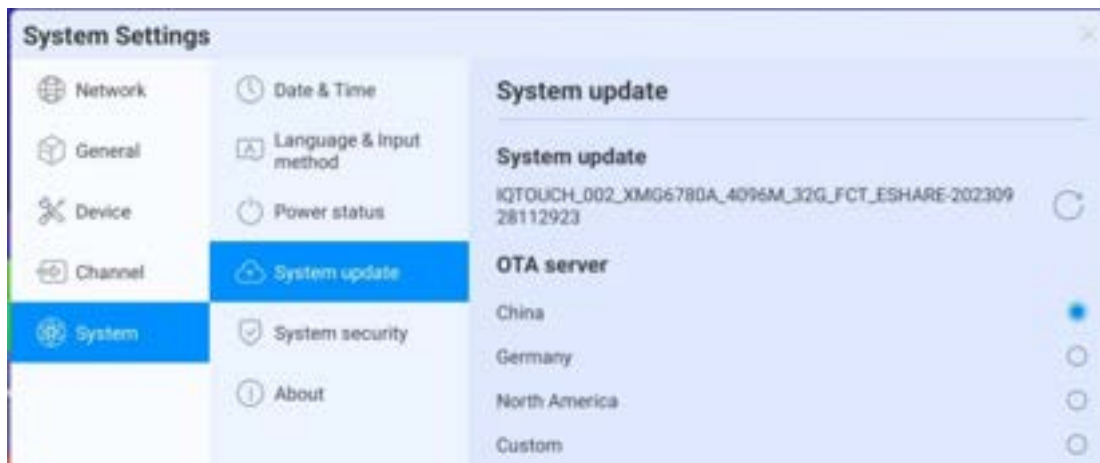 System Settings
Network
General
Device
Channel
System
Date & Time
Language & Input
method
Power status
System update
System security
About
System update
System update
IQTOUCH_002_XMG6780A_4096M_32G_FCT_ESHARE-202309
28112923
OTA server
China
Germany
North America
Custom